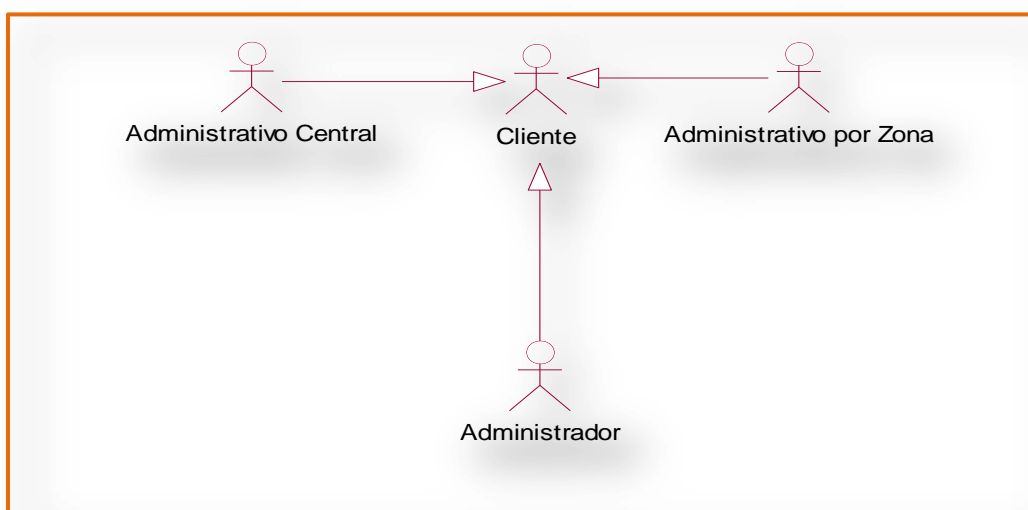 Administrativo Central
Cliente
Administrativo por Zona
Administrador